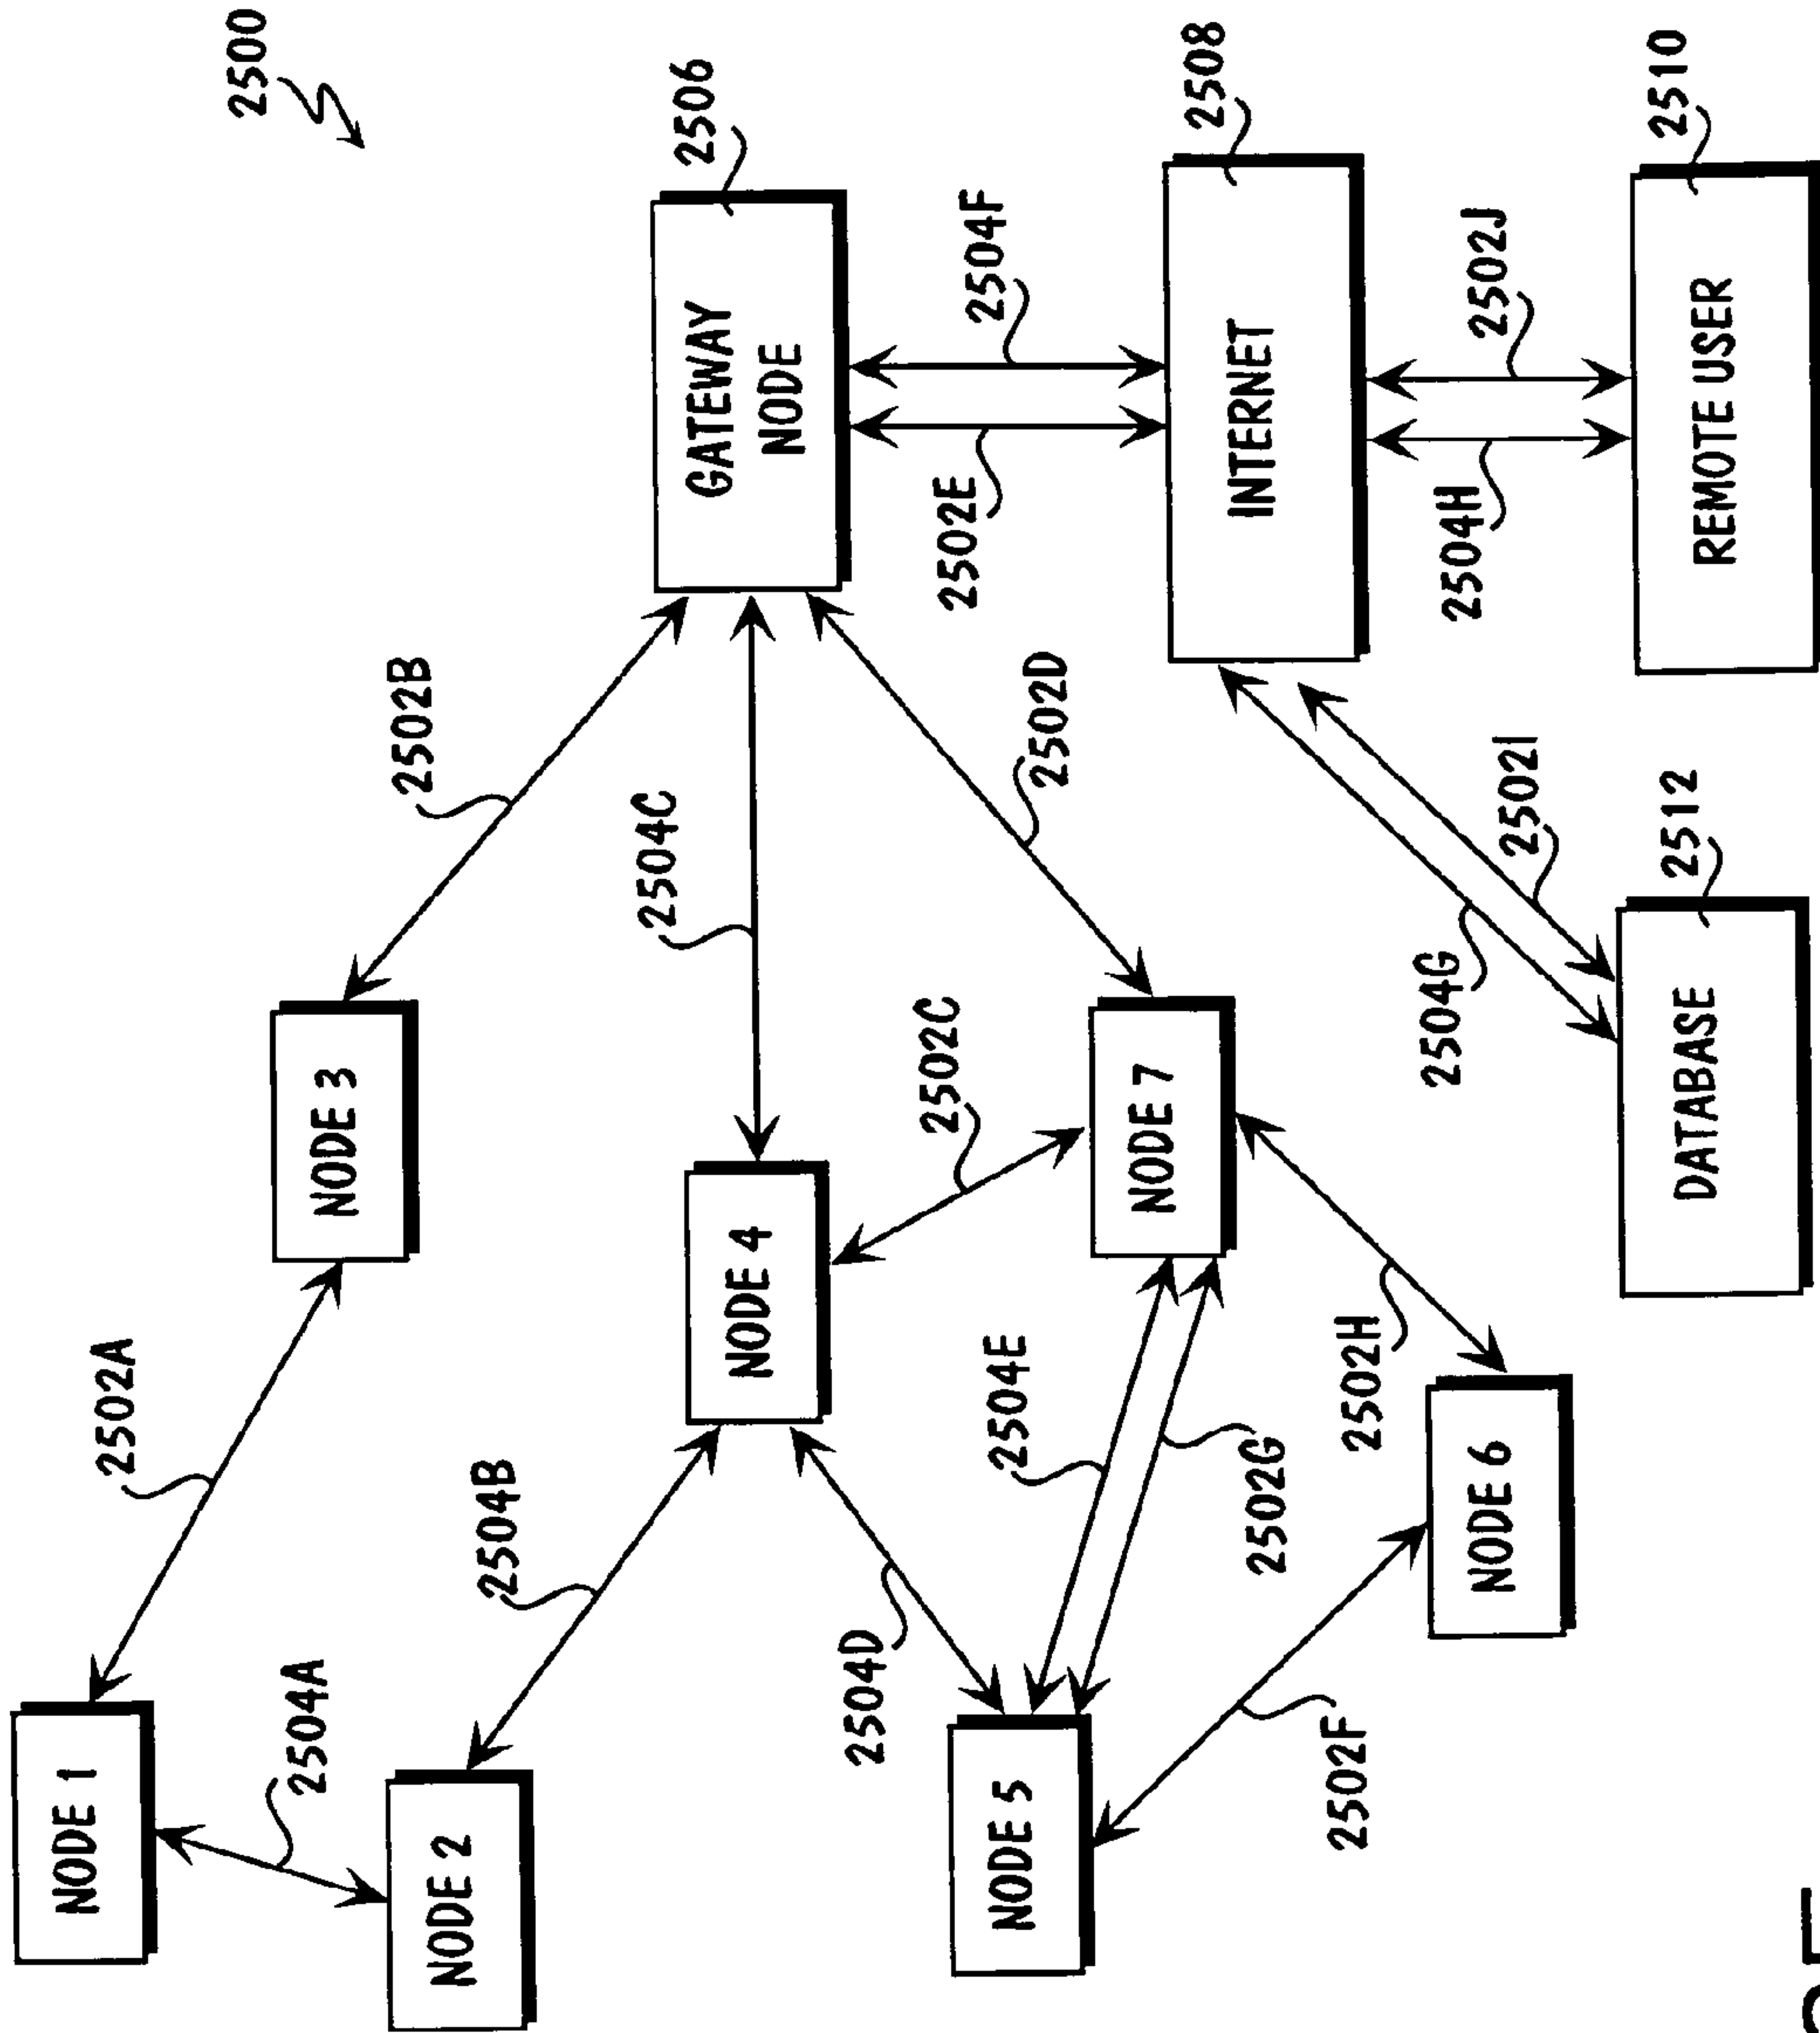 2500
NODE 1
2502A
NODE 3
2502B
GATEWAY
NODE
2506
2504A
NODE 2
2504B
NODE 4
2504C
2504D
2502C
2502D
2502E
2504F
NODE 5
2504E
2502G
NODE 7
INTERNET
2508
2502F
NODE 6
2502H
2504G
2502I
2504H
2502J
DATABASE
2512
REMOTE USER
2510